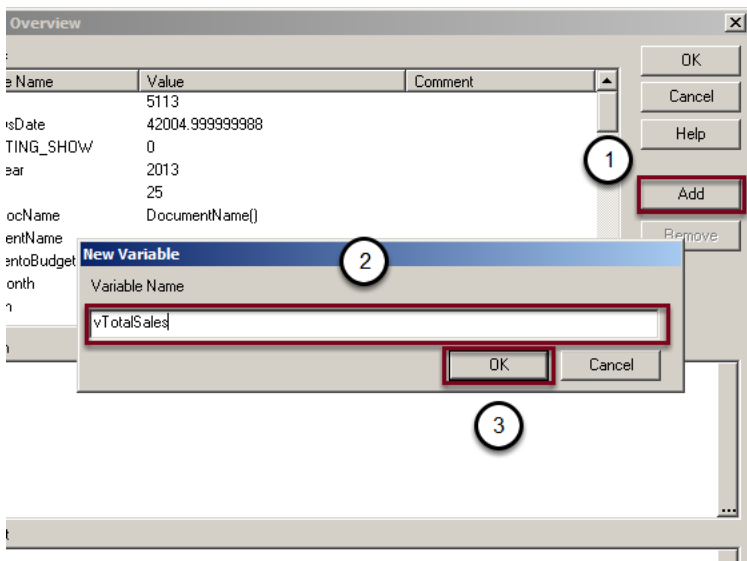 Overview
OK
e Name Value Comment
5113
Cancel
sDate 42004.999999988
TING_SHOW 0
Help
ear 2013
1
25
Add
ocName DocumentName()
entName
Remove
entoBudget
New Variable
2
onth
Variable Name
n
vTotalSales
OK Cancel
3
...
t